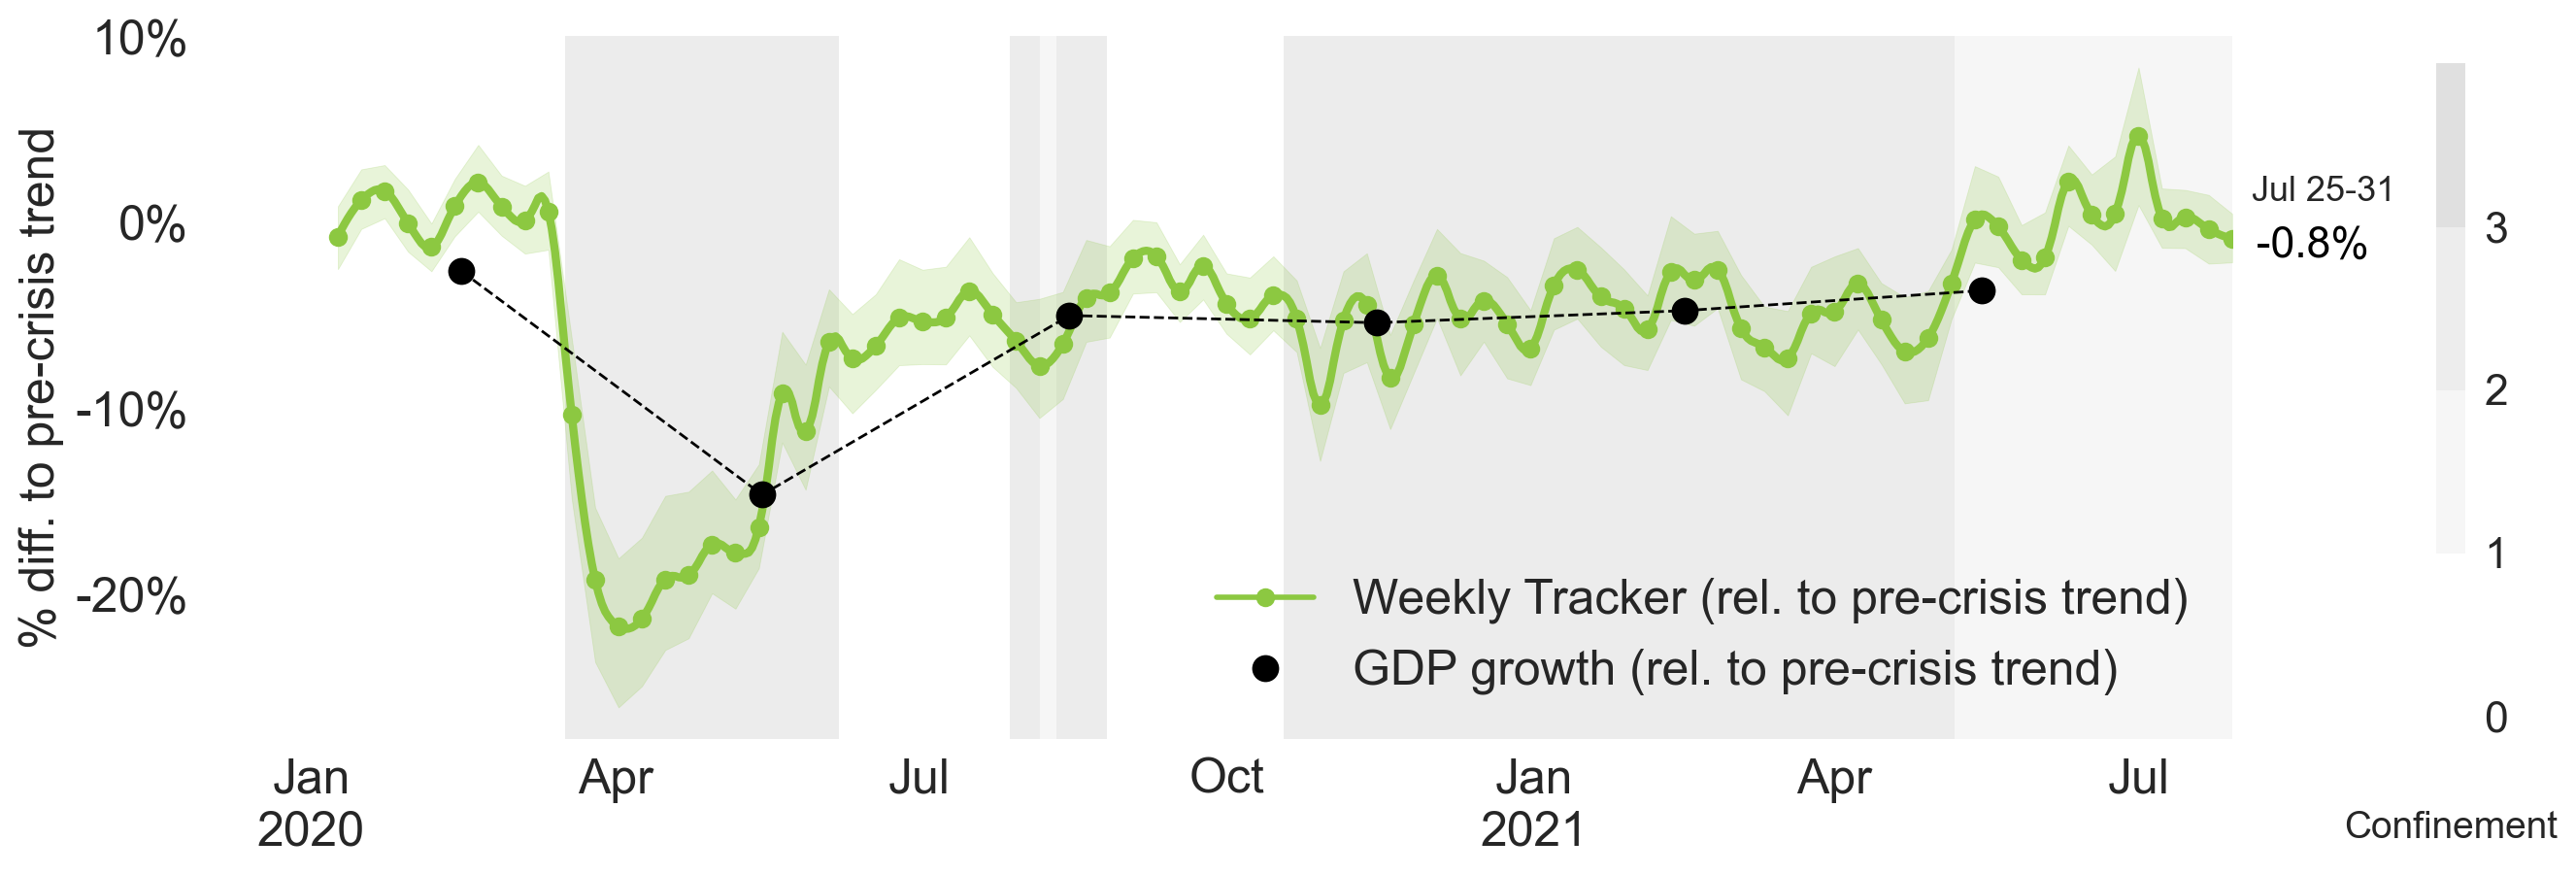 % diff. to pre-crisis trend
10%
0%
-10%
-20%
Jul 25-31
-0.8%
3
2
1
0
Weekly Tracker (rel. to pre-crisis trend)
GDP growth (rel. to pre-crisis trend)
Jan Apr Jul Oct Jan Apr Jul
2020 2021
Confinement